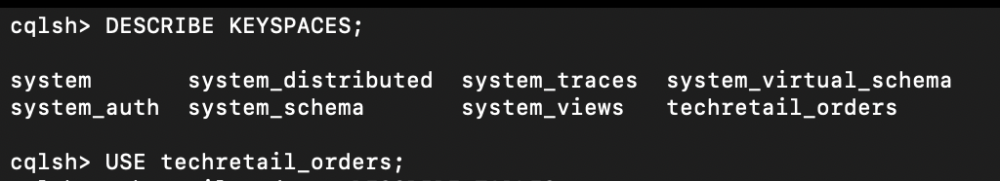 cqlsh> DESCRIBE KEYSPACES;
system system_distributed system_traces system_virtual_schema
system_auth system_schema system_views techretail_orders
cqlsh> USE techretail_orders;